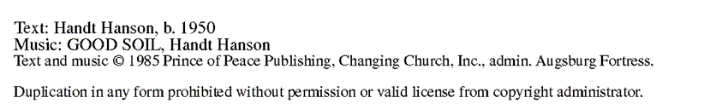 Text: Handt Hanson, b. 1950
Music: GOOD SOIL, Handt Hanson
Text and music © 1985 Prince of Peace Publishing, Changing Church, Inc., admin. Augsburg Fortress.
Duplication in any form prohibited without permission or valid license from copyright administrator.